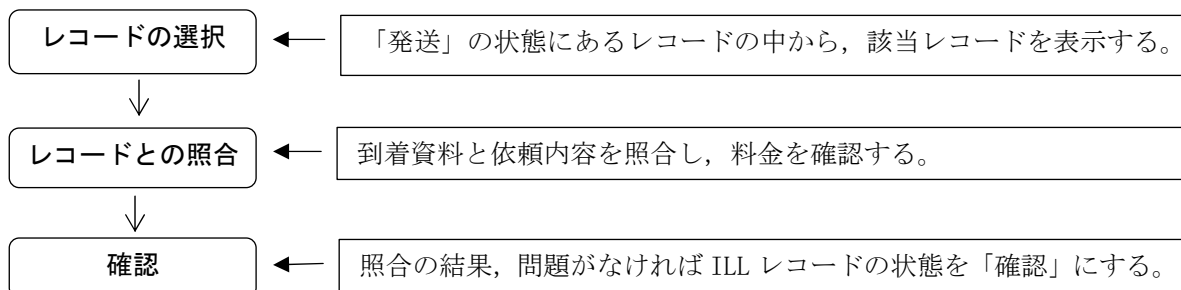 レコードの選択
「発送」の状態にあるレコードの中から，該当レコードを表示する。
レコードとの照合
到着資料と依頼内容を照合し，料金を確認する。
確認
照合の結果，問題がなければ ILL レコードの状態を「確認」にする。